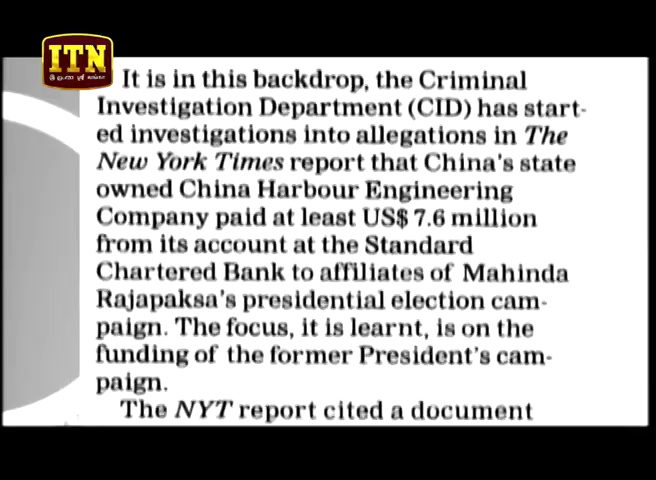 ITN
It is in this backdrop, the Criminal
Investigation Department (CID) has start-
ed investigations into allegations in The
New York Times report that China's state
owned China Harbour Engineering
Company paid at least US$ 7.6 million
from its account at the Standard
Chartered Bank to affiliates of Mahinda
Rajapaksa's presidential election cam-
paign. The focus, it is learnt, is on the
funding of the former President's cam-
paign.
The NYT report cited a document